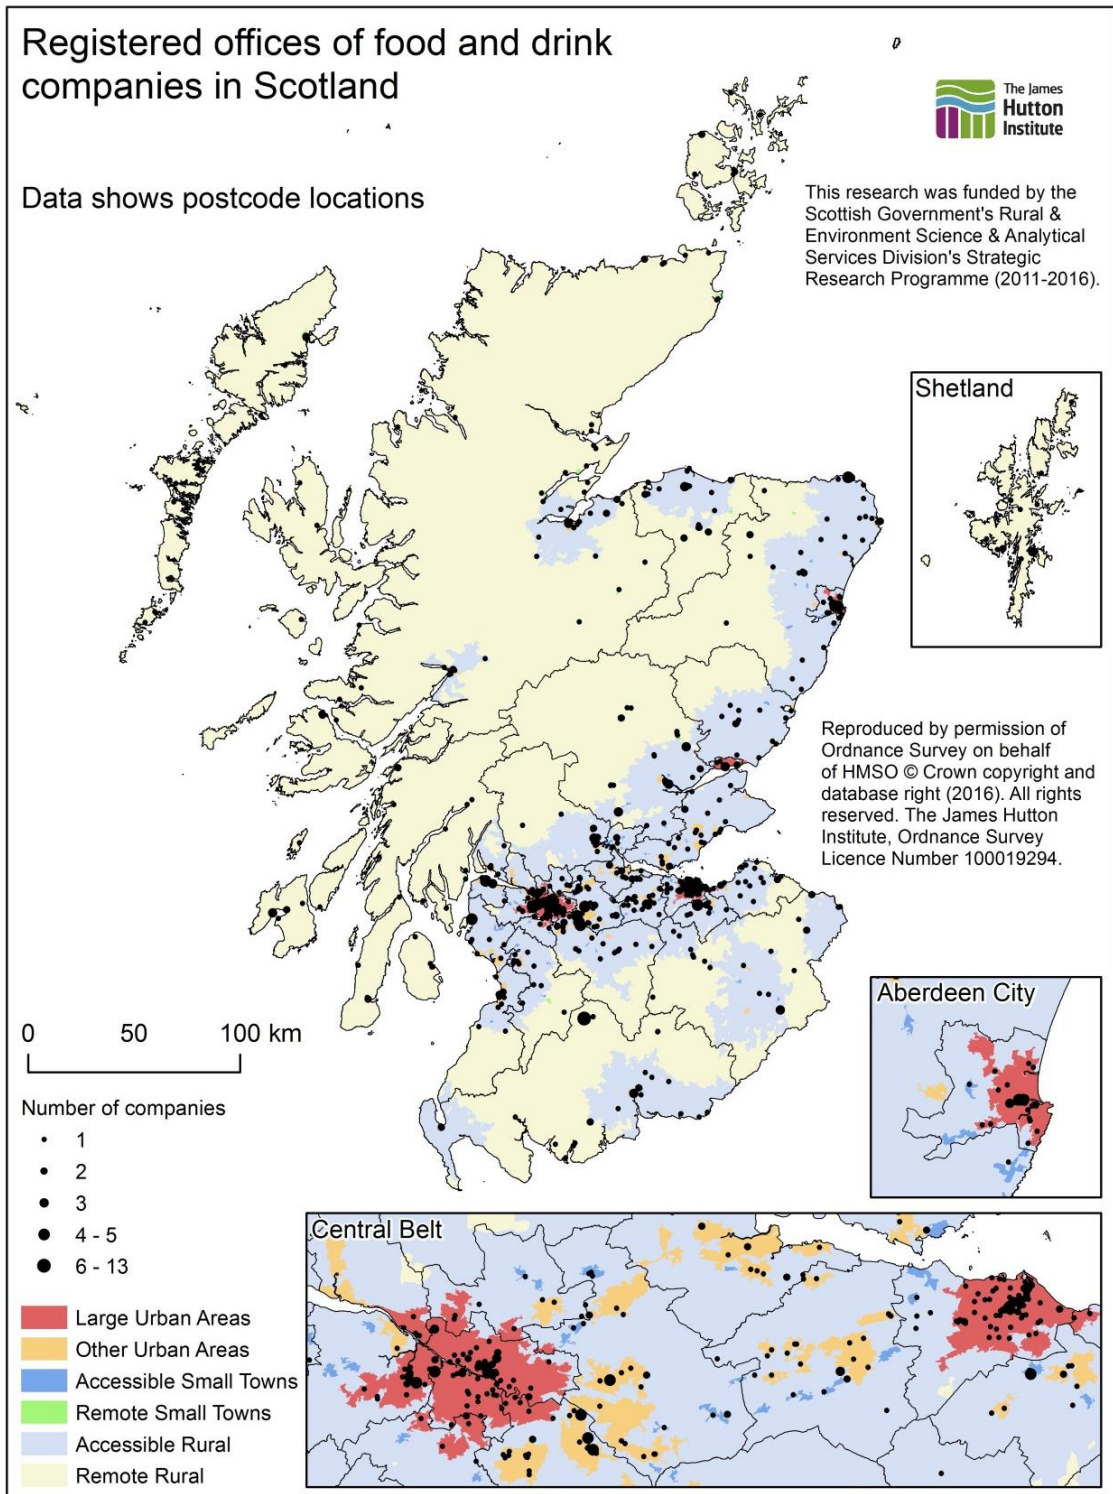 Registered offices of food and drink
companies in Scotland
Data shows postcode locations
The James
Hutton
Institute
This research was funded by the
Scottish Government's Rural &
Environment Science & Analytical
Services Division's Strategic
Research Programme (2011-2016).
Shetland
Reproduced by permission of
Ordnance Survey on behalf
of HMSO © Crown copyright and
database right (2016). All rights
reserved. The James Hutton
Institute, Ordnance Survey
Licence Number 100019294.
Aberdeen City
0 50 100 km
Number of companies
1
2
3
4 - 5
6 - 13
Large Urban Areas
Other Urban Areas
Accessible Small Towns
Remote Small Towns
Accessible Rural
Remote Rural
Central Belt